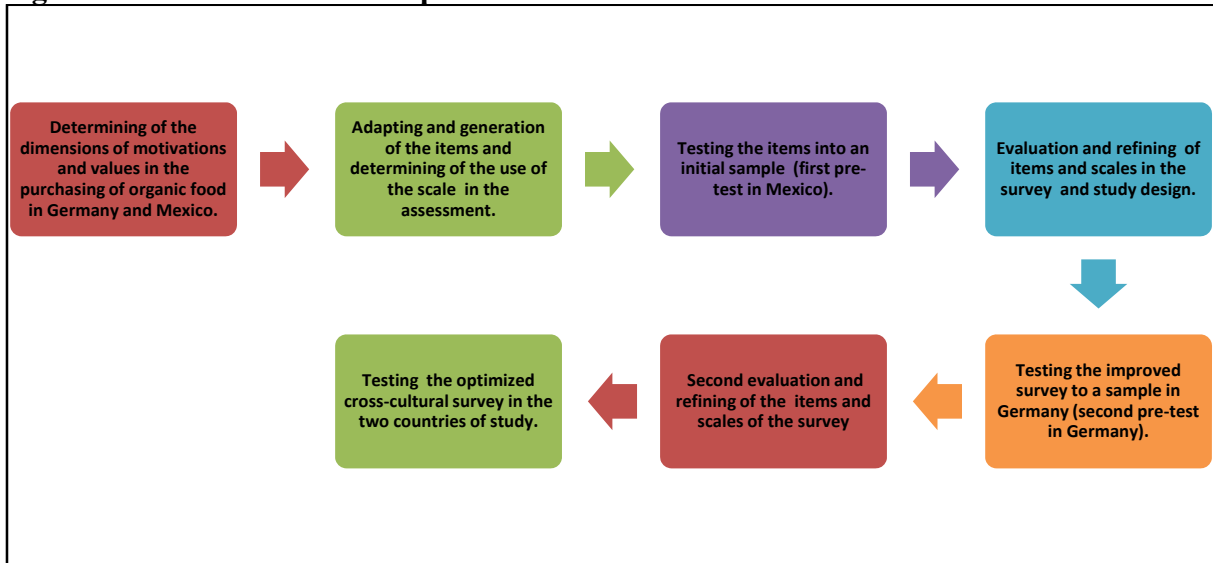 Determining of the
dimensions of motivations
and values in the
purchasing of organic food
in Germany and Mexico.
Adapting and generation
of the items and
determining of the use of
the scale in the
assessment.
Testing the items into an
initial sample (first pre-
test in Mexico).
Evaluation and refining of
items and scales in the
survey and study design.
Testing the improved
survey to a sample in
Germany (second pre-test
in Germany).
Second evaluation and
refining of the items and
scales of the survey
Testing the optimized
cross-cultural survey in the
two countries of study.